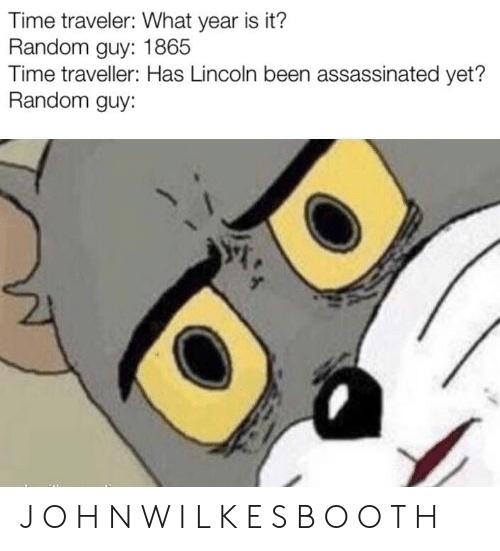 Time traveler: What year is it?
Random guy: 1865
Time traveller: Has Lincoln been assassinated yet?
Random guy:
J O H N W I L K E S B O O T H